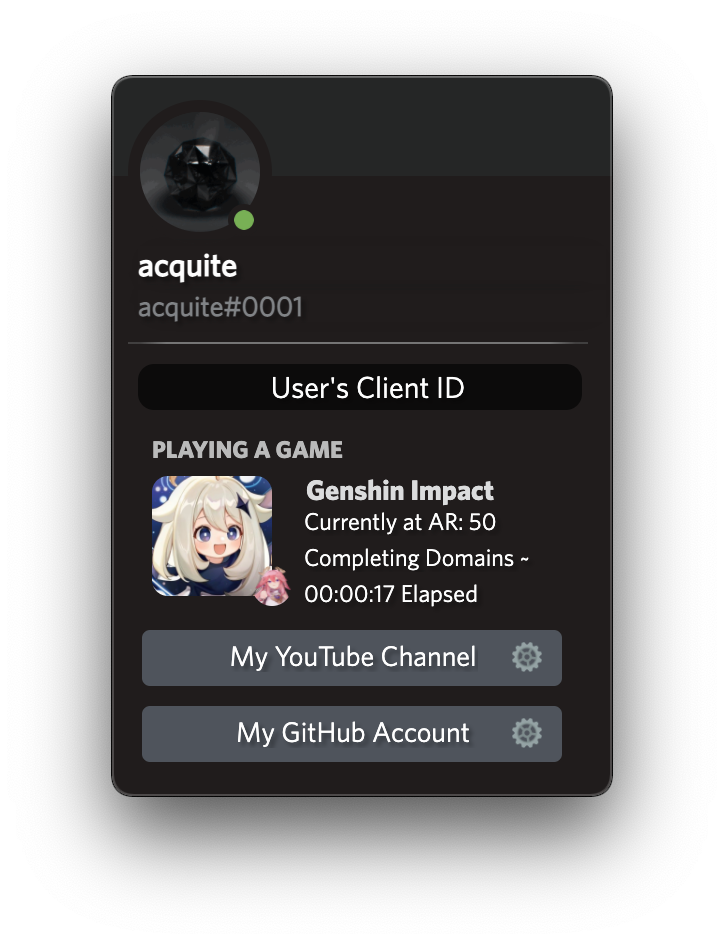 acquite
acquite#0001
User's Client ID
PLAYING A GAME
Genshin Impact
Currently at AR: 50
Completing Domains ~
00:00:17 Elapsed
My YouTube Channel
My GitHub Account